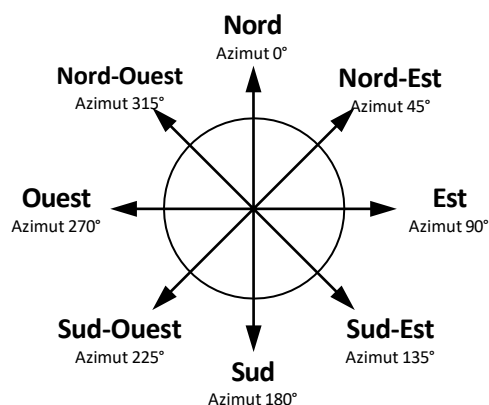 Nord
Azimut 0°
Nord-Ouest
Azimut 315°
Nord-Est
Azimut 45°
Ouest
Azimut 270°
Est
Azimut 90°
Sud-Ouest
Azimut 225°
Sud-Est
Azimut 135°
Sud
Azimut 180°